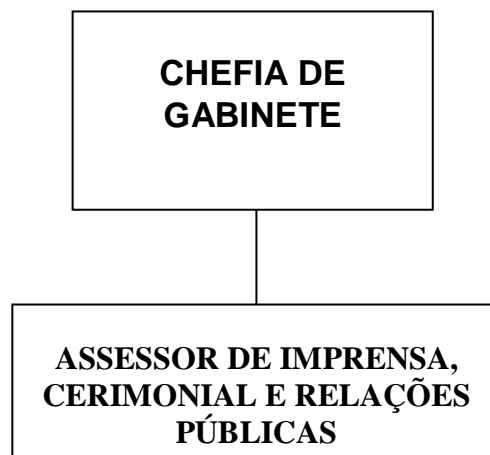 CHEFIA DE
GABINETE
ASSESSOR DE IMPRENSA,
CERIMONIAL E RELAÇÕES
PÚBLICAS